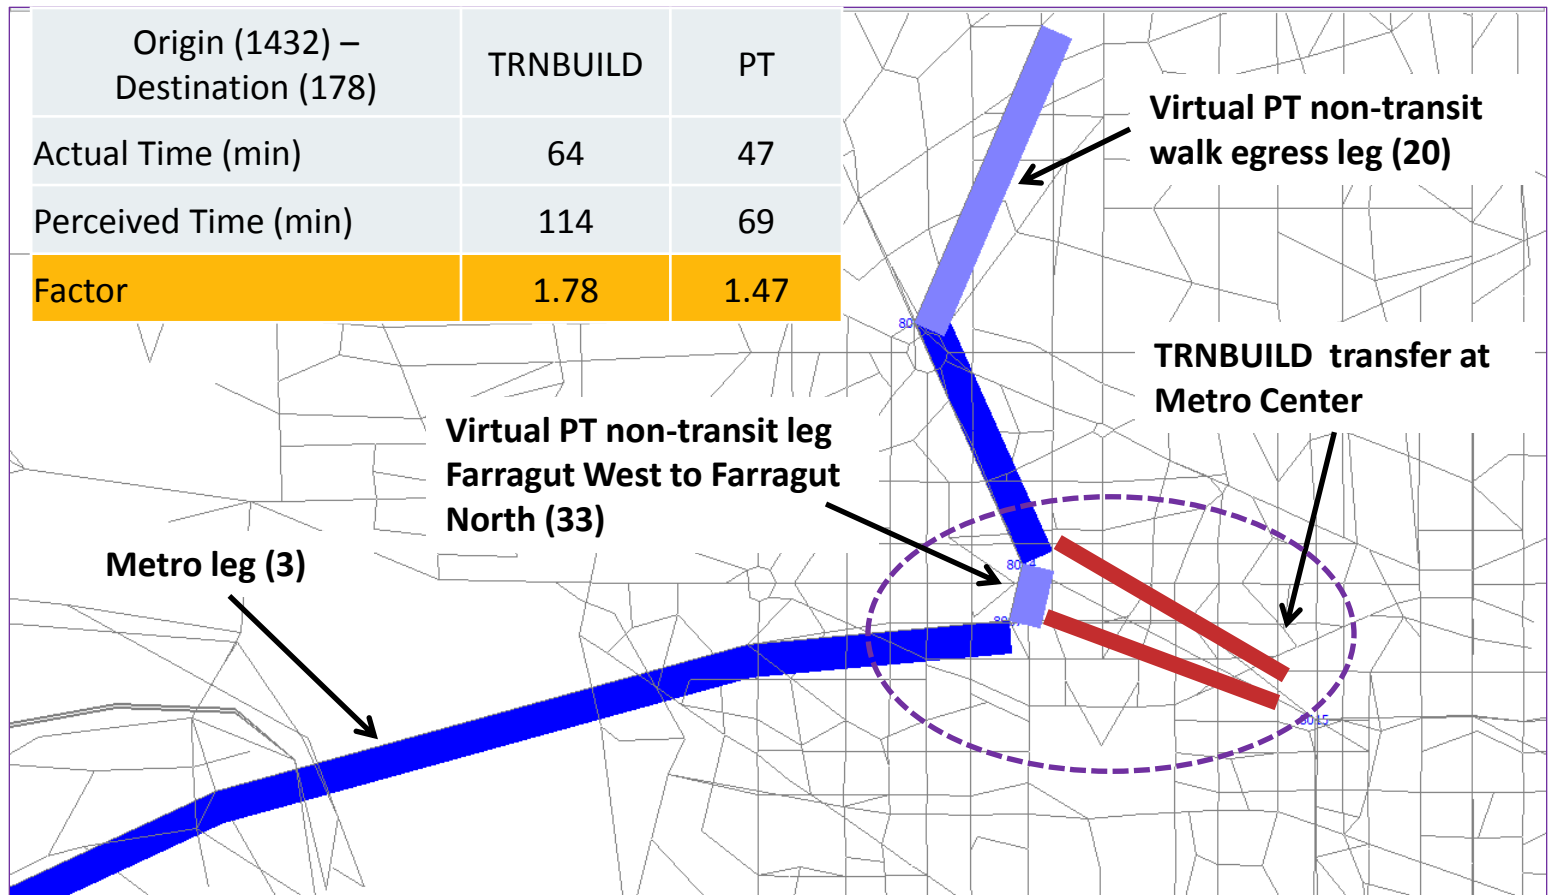 Origin (1432) –
Destination (178)
TRNBUILD
PT
Actual Time (min)
64
47
Perceived Time (min)
114
69
Factor
1.78
1.47
Virtual PT non-transit
walk egress leg (20)
TRNBUILD transfer at
Metro Center
Virtual PT non-transit leg
Farragut West to Farragut
North (33)
Metro leg (3)